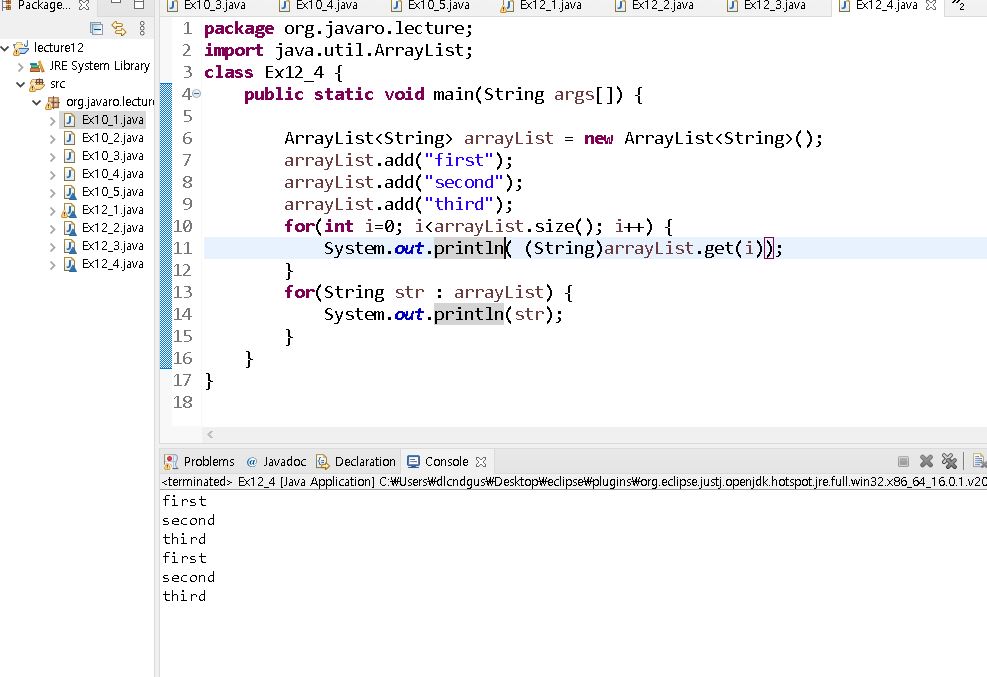 Package...
Ex10_3.java Ex10_4.java Ex10_5.java Ex12_1.java Ex12_2.java Ex12_3.java Ex12_4.java 2
lecture12
JRE System Library
src
org.javaro.lectur
Ex10_1.java
Ex10_2.java
Ex10_3.java
Ex10_4.java
Ex10_5.java
Ex12_1.java
Ex12_2.java
Ex12_3.java
Ex12_4.java
1 package org.javaro.lecture;
2 import java.util.ArrayList;
3 class Ex12_4 {
4 public static void main(String args[]) {
5
6 ArrayList<String> arrayList = new ArrayList<String>();
7 arrayList.add("first");
8 arrayList.add("second");
9 arrayList.add("third");
10 for(int i=0; i<arrayList.size(); i++) {
11 System.out.println( (String)arrayList.get(i));
12 }
13 for(String str : arrayList) {
14 System.out.println(str);
15 }
16 }
17 }
18
Problems @ Javadoc Declaration Console
<terminated> Ex12_4 [Java Application] C:₩Users₩dlcndgus₩Desktop₩eclipse₩plugins₩org.eclipse.justj.openjdk.hotspot.jre.full.win32.x86_64_16.0.1.v20
first
second
third
first
second
third